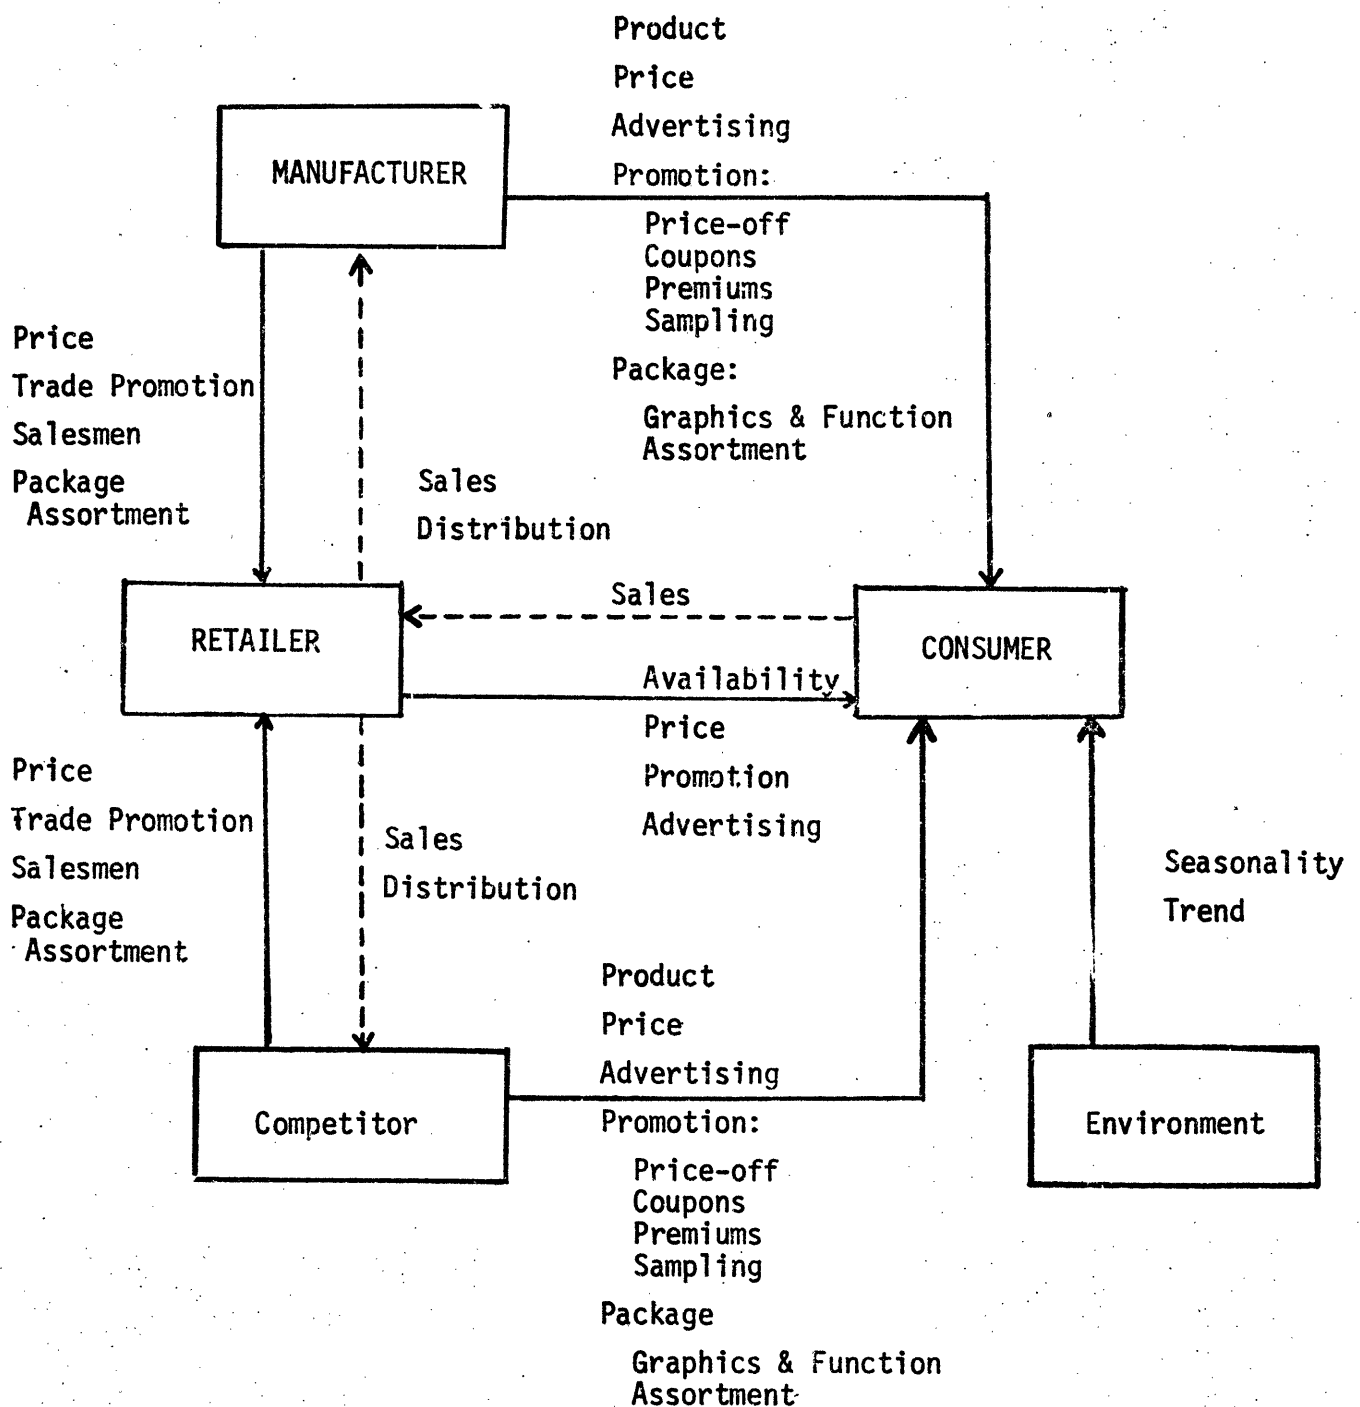 Product
Price
Advertising
Promotion:
Price-off
Coupons
Premiums
Sampling
Package:
Graphics & Function
Assortment
MANUFACTURER
Price
Trade Promotion
Salesmen
Package
Assortment
Sales
Distribution
RETAILER
Sales
Availability
Price
Promotion
Advertising
CONSUMER
Price
Trade Promotion
Salesmen
Package
Assortment
Sales
Distribution
Seasonality
Trend
Competitor
Product
Price
Advertising
Promotion:
Price-off
Coupons
Premiums
Sampling
Package
Graphics & Function
Assortment
Environment